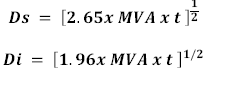 Ds = [2.65x MVA x t ]^1/2
Di = [1.96x MVA x t ]^1/2